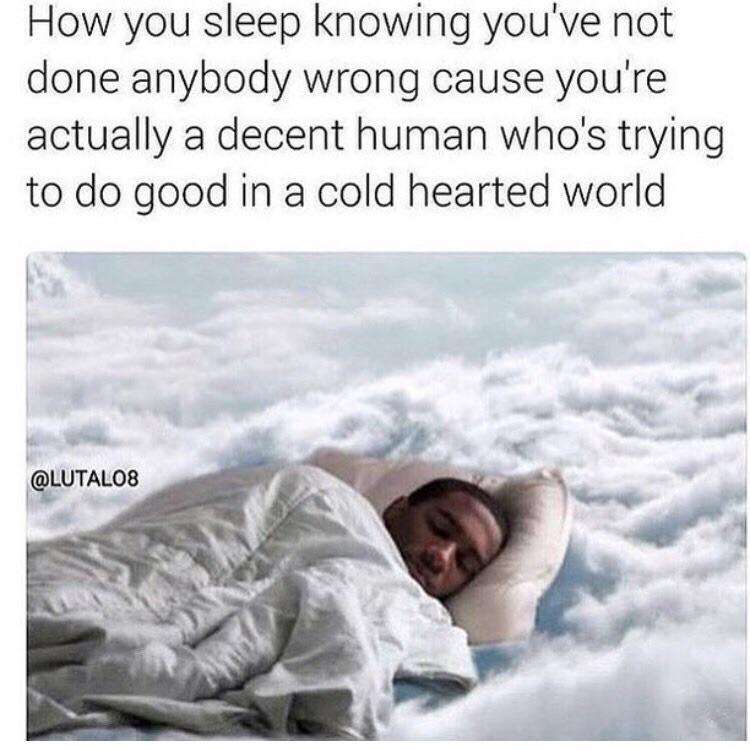 How you sleep knowing you've not
done anybody wrong cause you're
actually a decent human who's trying
to do good in a cold hearted world
@LUTALO8